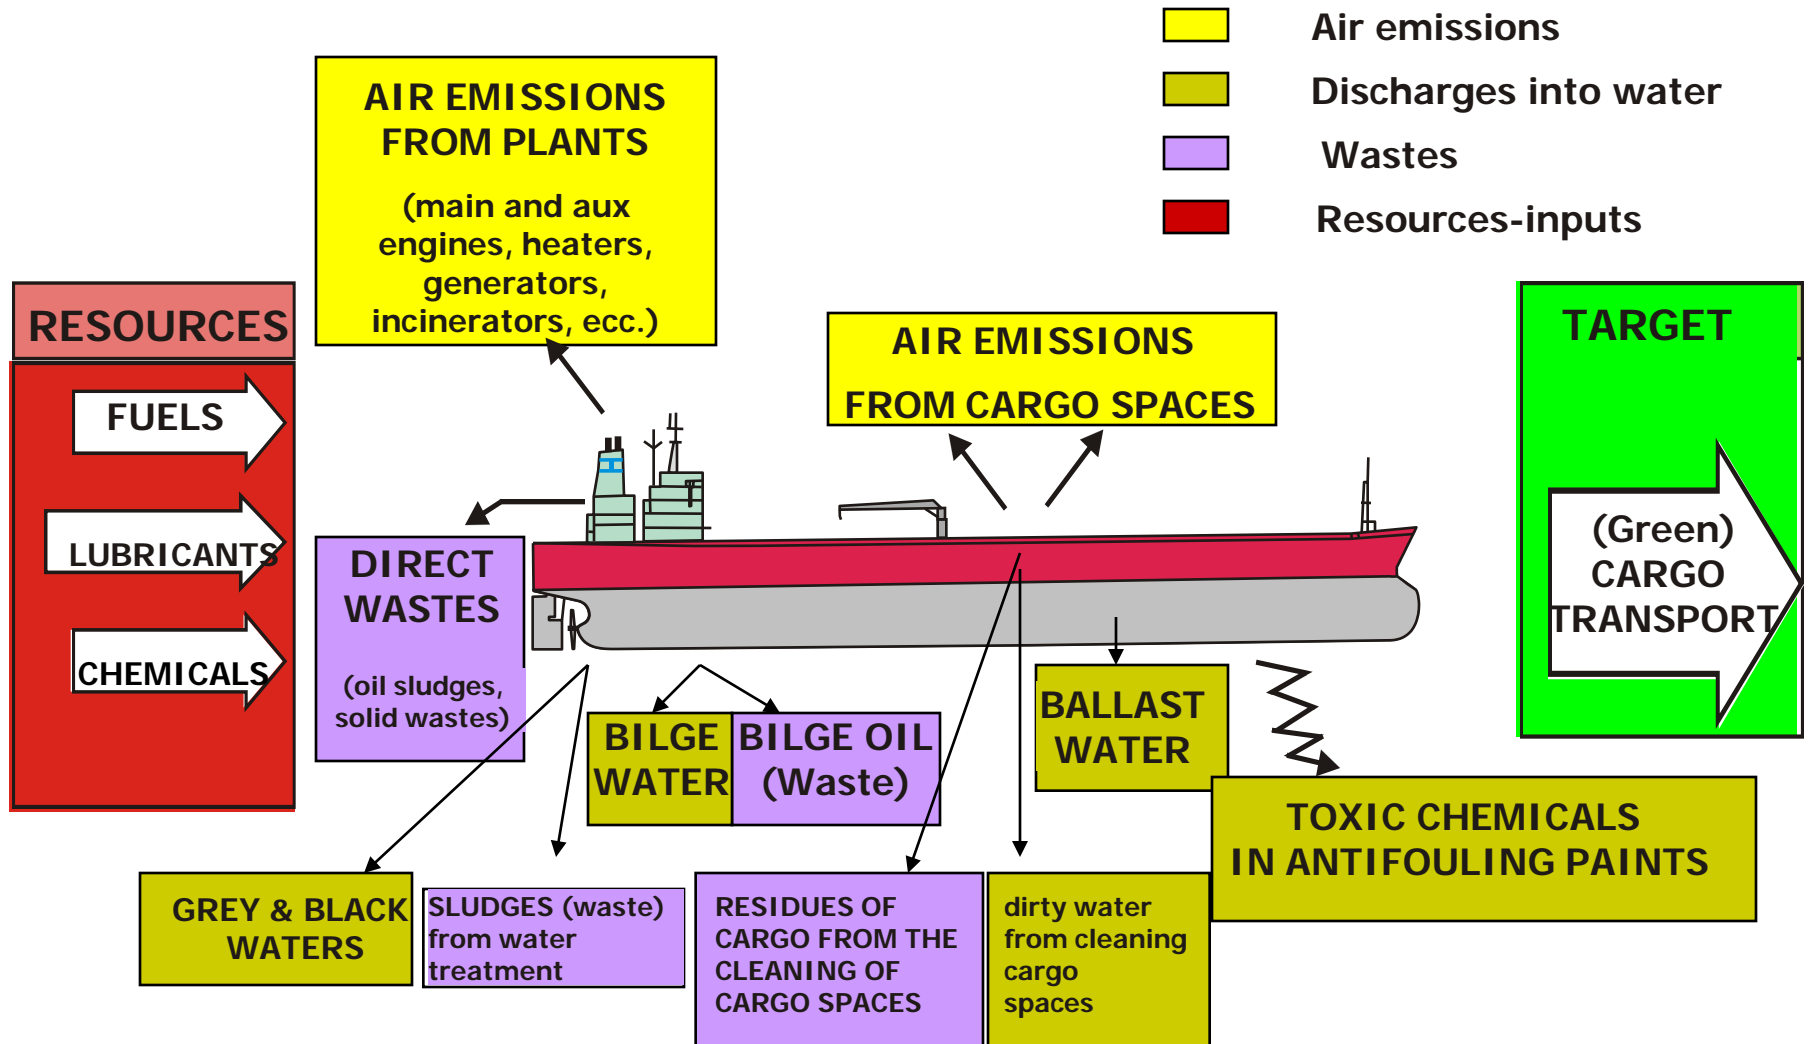 Air emissions
Discharges into water
Wastes
Resources-inputs
AIR EMISSIONS
FROM PLANTS
(main and aux
engines, heaters,
generators,
incinerators, ecc.)
RESOURCES
FUELS
LUBRICANTS
CHEMICALS
AIR EMISSIONS
FROM CARGO SPACES
TARGET
(Green)
CARGO
TRANSPORT
DIRECT
WASTES
(oil sludges,
solid wastes)
BILGE
WATER
BILGE OIL
(Waste)
BALLAST
WATER
TOXIC CHEMICALS
IN ANTIFOULING PAINTS
GREY & BLACK
WATERS
SLUDGES (waste)
from water
treatment
RESIDUES OF
CARGO FROM THE
CLEANING OF
CARGO SPACES
dirty water
from cleaning
cargo
spaces